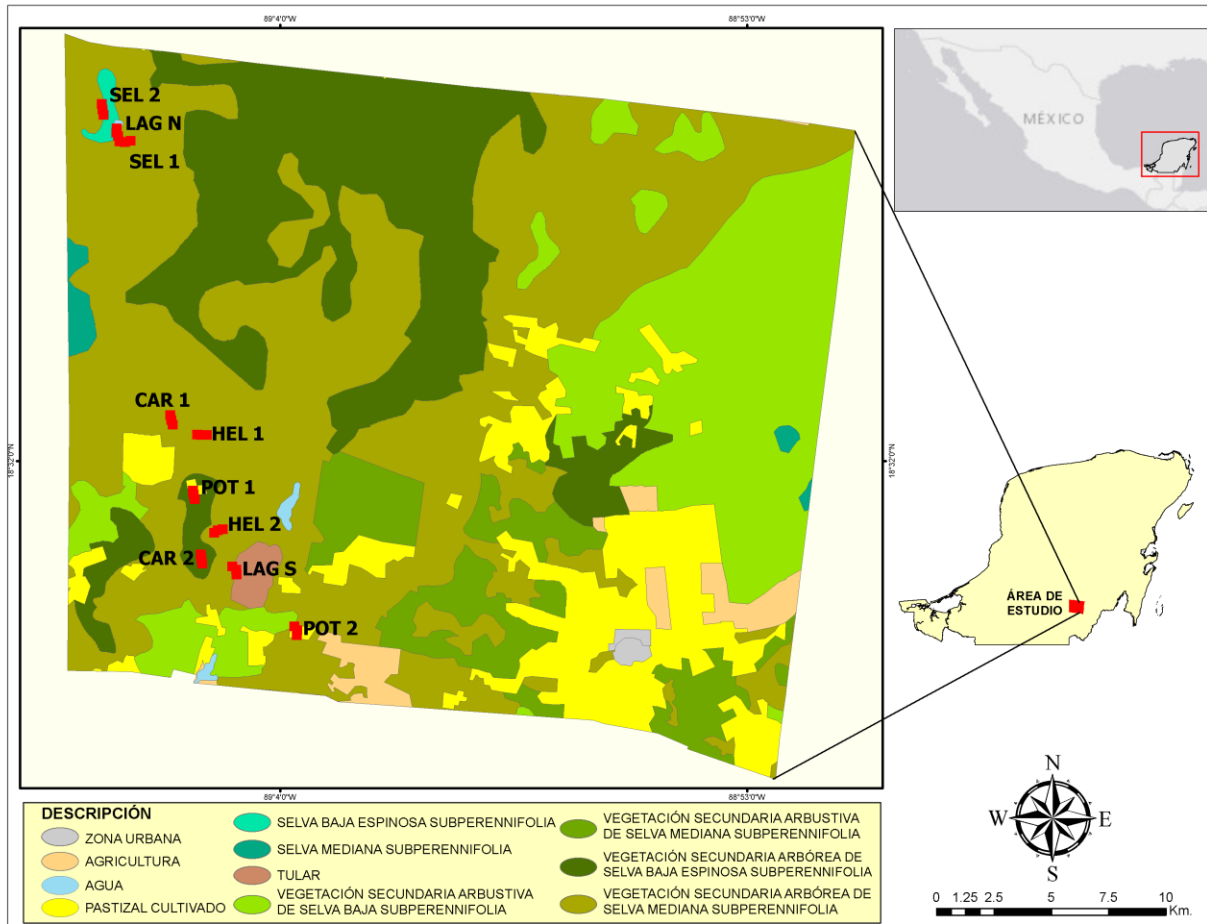 89°4'0"W
88°53'0"W
SEL 2
LAG N
SEL 1
MÉXICO
CAR 1
HEL 1
18°32'0"N
18°32'0"N
POT 1
HEL 2
CAR 2
LAG S
POT 2
ÁREA DE
ESTUDIO
89°4'0"W
88°53'0"W
DESCRIPCIÓN
ZONA URBANA
AGRICULTURA
AGUA
PASTIZAL CULTIVADO
SELVA BAJA ESPINOSA SUBPERENNIFOLIA
SELVA MEDIANA SUBPERENNIFOLIA
TULAR
VEGETACIÓN SECUNDARIA ARBUSTIVA
DE SELVA BAJA SUBPERENNIFOLIA
VEGETACIÓN SECUNDARIA ARBUSTIVA
DE SELVA MEDIANA SUBPERENNIFOLIA
VEGETACIÓN SECUNDARIA ARBÓREA DE
SELVA BAJA ESPINOSA SUBPERENNIFOLIA
VEGETACIÓN SECUNDARIA ARBÓREA DE
SELVA MEDIANA SUBPERENNIFOLIA
N
W E
S
0 1.25 2.5 5 7.5 10
Km.